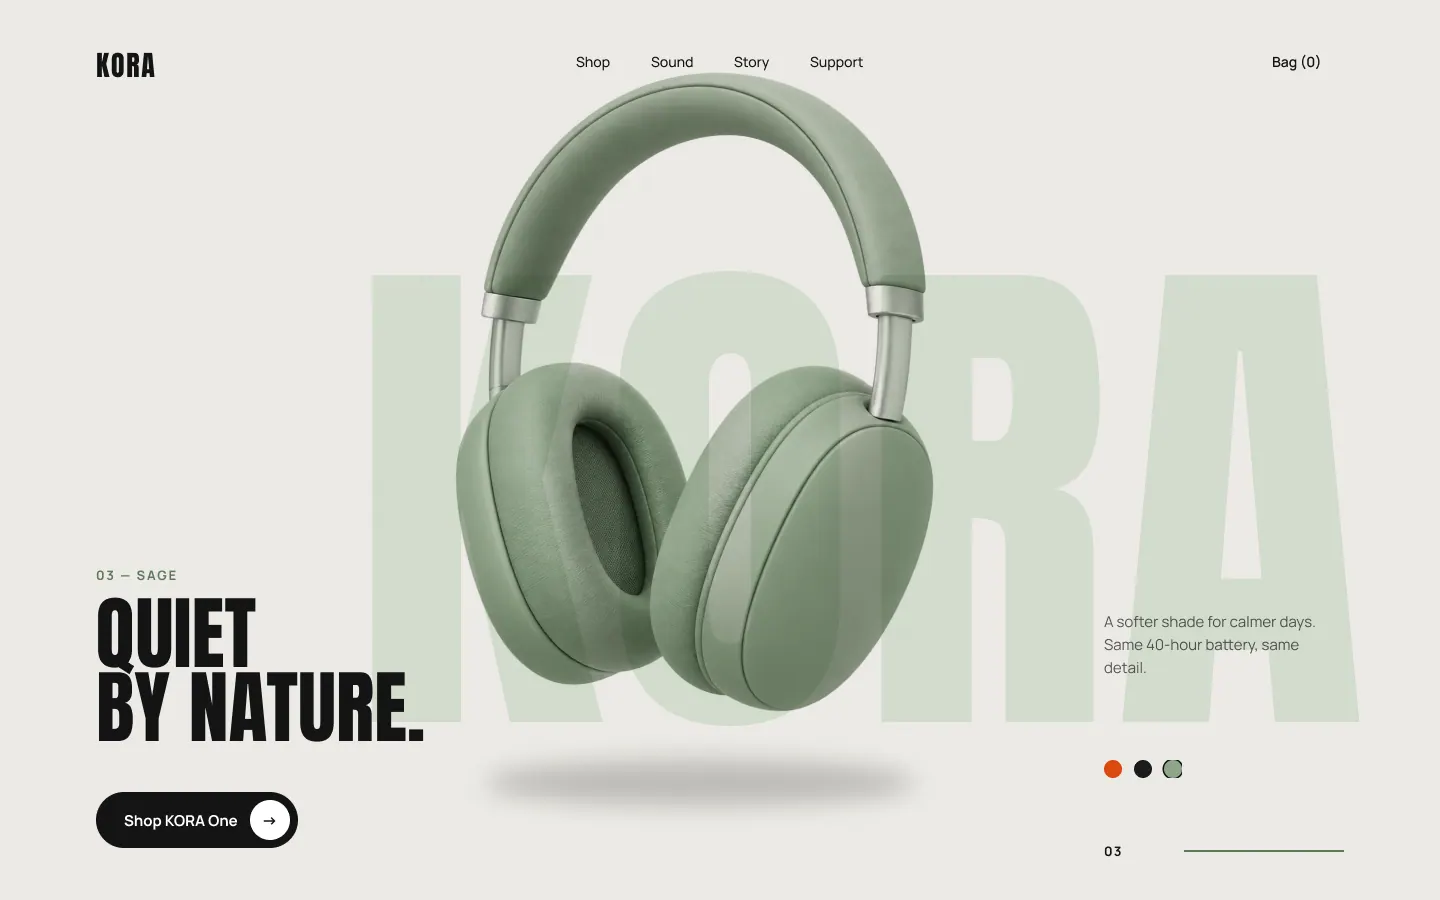 KORA
Shop Sound Story Support
Bag (0)
KORA
03 — SAGE
QUIET
BY NATURE.
A softer shade for calmer days.
Same 40-hour battery, same
detail.
Shop KORA One →
03